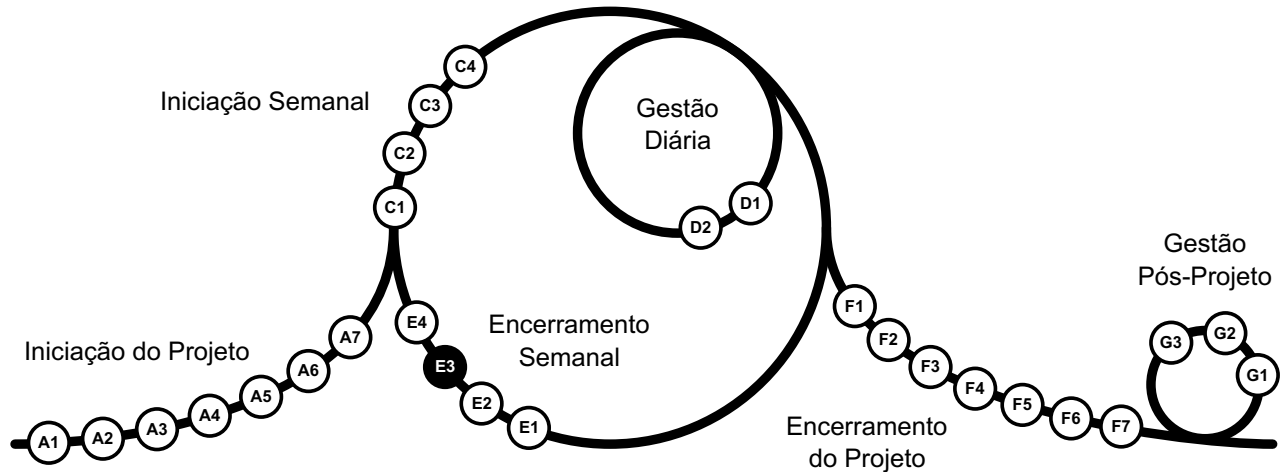 Iniciação Semanal
C4
C3
C2
C1
Gestão
Diária
D1
D2
Gestão
Pós-Projeto
G3
G2
G1
Iniciação do Projeto
A1
A2
A3
A4
A5
A6
A7
E4
E3
E2
E1
Encerramento
Semanal
F1
F2
F3
F4
F5
F6
F7
Encerramento
do Projeto